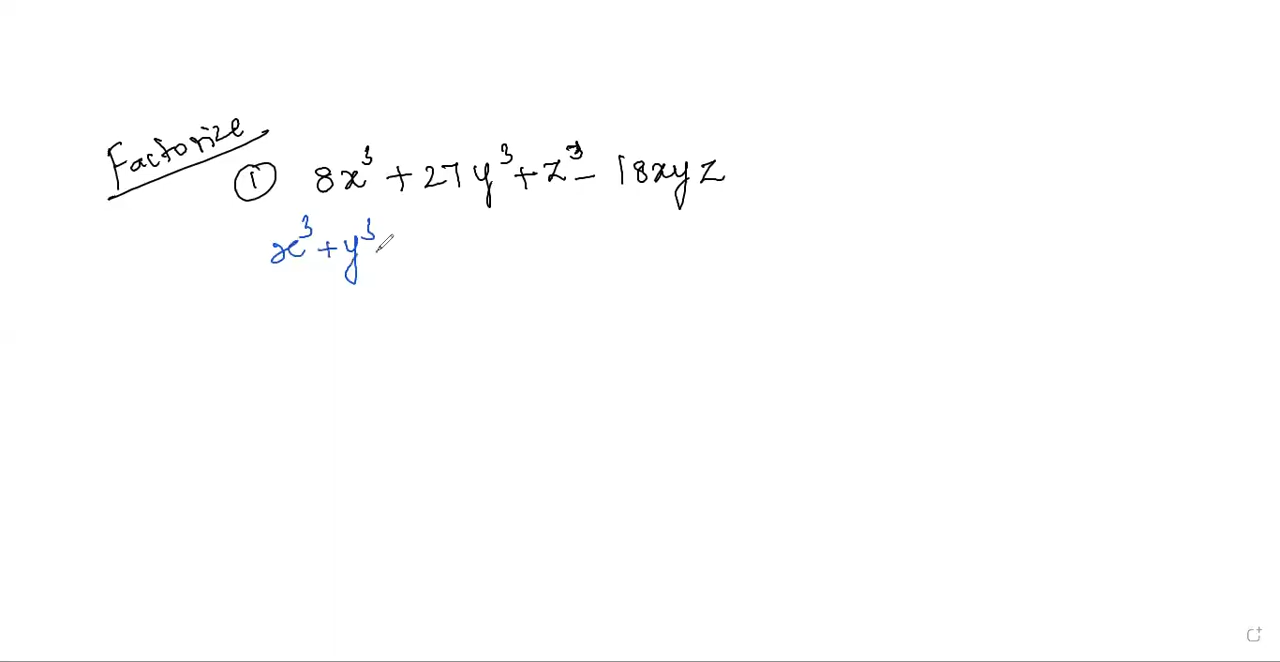 Factorize
① 8x³ + 27y³ + z³ - 18xyz
x³ + y³